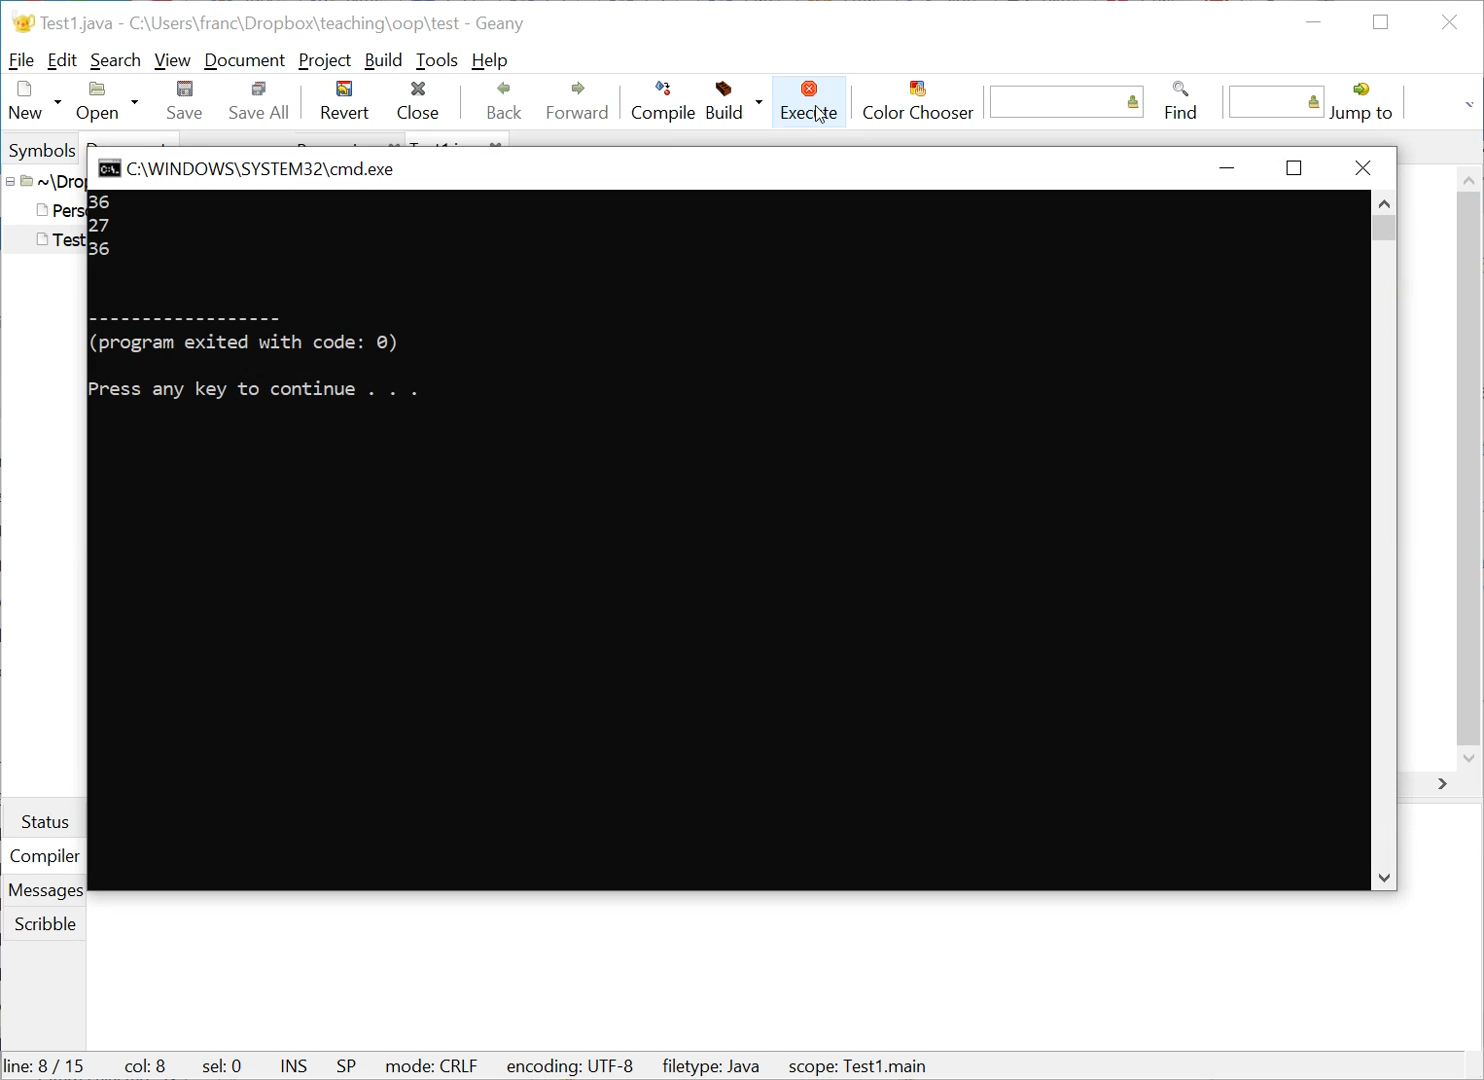 Test1.java - C:\Users\franc\Dropbox\teaching\oop\test - Geany
File Edit Search View Document Project Build Tools Help
New Open Save Save All Revert Close Back Forward Compile Build Execute Color Chooser Find Jump to
Symbols
C:\WINDOWS\SYSTEM32\cmd.exe
~\Drop
Pers
Test
36
27
36
------------------
(program exited with code: 0)
Press any key to continue . . .
Status
Compiler
Messages
Scribble
line: 8 / 15 col: 8 sel: 0 INS SP mode: CRLF encoding: UTF-8 filetype: Java scope: Test1.main